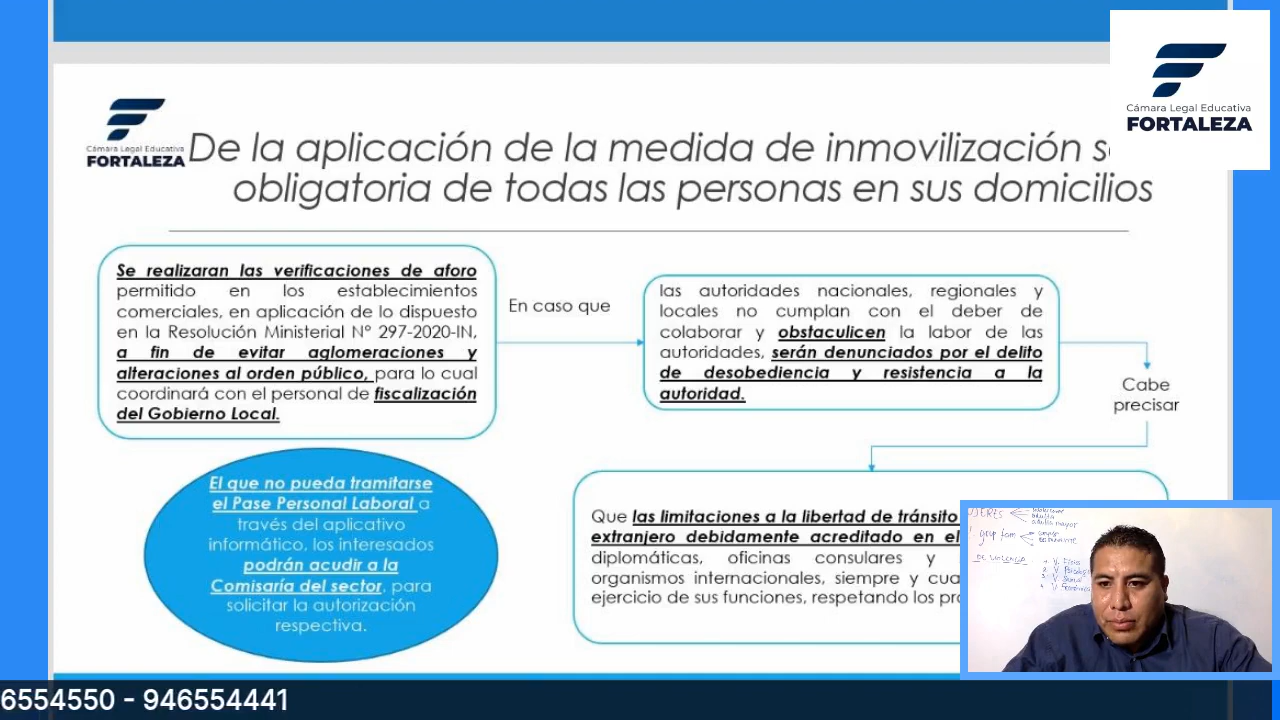 Cámara Legal Educativa
FORTALEZA
Cámara Legal Educativa
FORTALEZA
De la aplicación de la medida de inmovilización
obligatoria de todas las personas en sus domicilios
Se realizaran las verificaciones de aforo
permitido en los establecimientos
comerciales, en aplicación de lo dispuesto
en la Resolución Ministerial N° 297-2020-IN,
a fin de evitar aglomeraciones y
alteraciones al orden público, para lo cual
coordinará con el personal de fiscalización
del Gobierno Local.
En caso que
las autoridades nacionales, regionales y
locales no cumplan con el deber de
colaborar y obstaculicen la labor de las
autoridades, serán denunciados por el delito
de desobediencia y resistencia a la
autoridad.
Cabe
precisar
El que no pueda tramitarse
el Pase Personal Laboral a
través del aplicativo
informático, los interesados
podrán acudir a la
Comisaría del sector, para
solicitar la autorización
respectiva.
Que las limitaciones a la libertad de tránsito
extranjero debidamente acreditado en el
diplomáticas, oficinas consulares y
organismos internacionales, siempre y
ejercicio de sus funciones, respetando los
adulto mayor
6554550 - 946554441